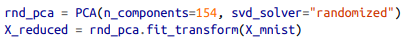 rnd_pca = PCA(n_components=154, svd_solver="randomized")
X_reduced = rnd_pca.fit_transform(X_mnist)